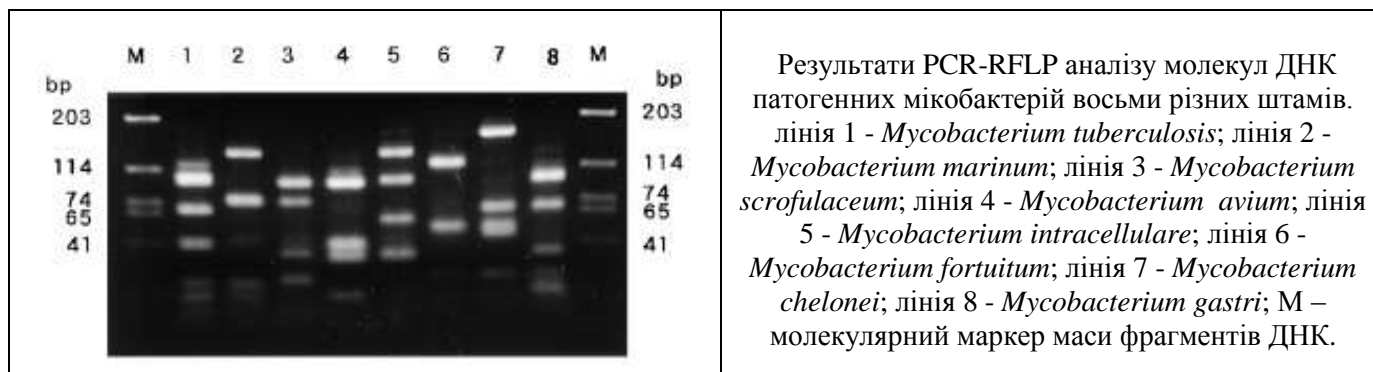 M 1 2 3 4 5 6 7 8 M
bp bp
203 203
114 114
74 74
65 65
41 41
Результати PCR-RFLP аналізу молекул ДНК
патогенних мікобактерій восьми різних штамів.
лінія 1 - Mycobacterium tuberculosis; лінія 2 -
Mycobacterium marinum; лінія 3 - Mycobacterium
scrofulaceum; лінія 4 - Mycobacterium avium; лінія
5 - Mycobacterium intracellulare; лінія 6 -
Mycobacterium fortuitum; лінія 7 - Mycobacterium
chelonei; лінія 8 - Mycobacterium gastri; М –
молекулярний маркер маси фрагментів ДНК.